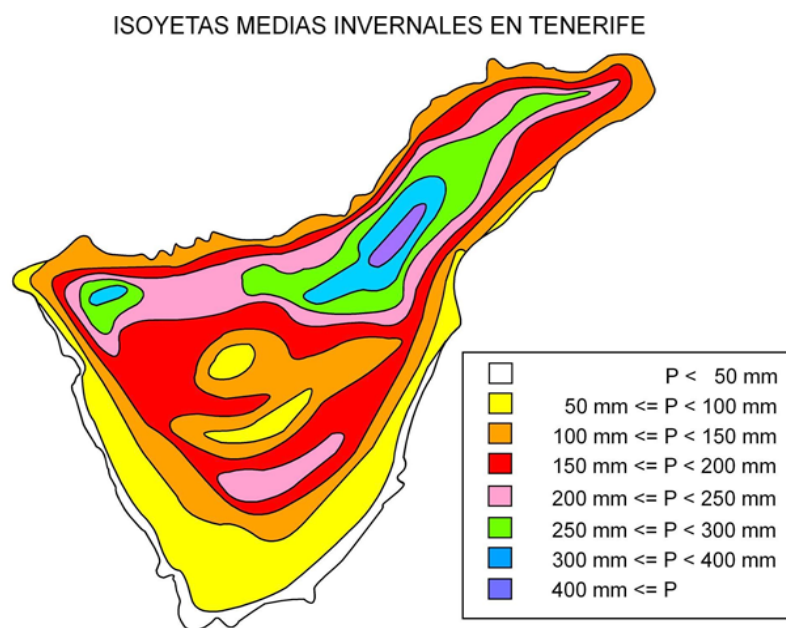 ISOYETAS MEDIAS INVERNALES EN TENERIFE
P < 50 mm
50 mm <= P < 100 mm
100 mm <= P < 150 mm
150 mm <= P < 200 mm
200 mm <= P < 250 mm
250 mm <= P < 300 mm
300 mm <= P < 400 mm
400 mm <= P